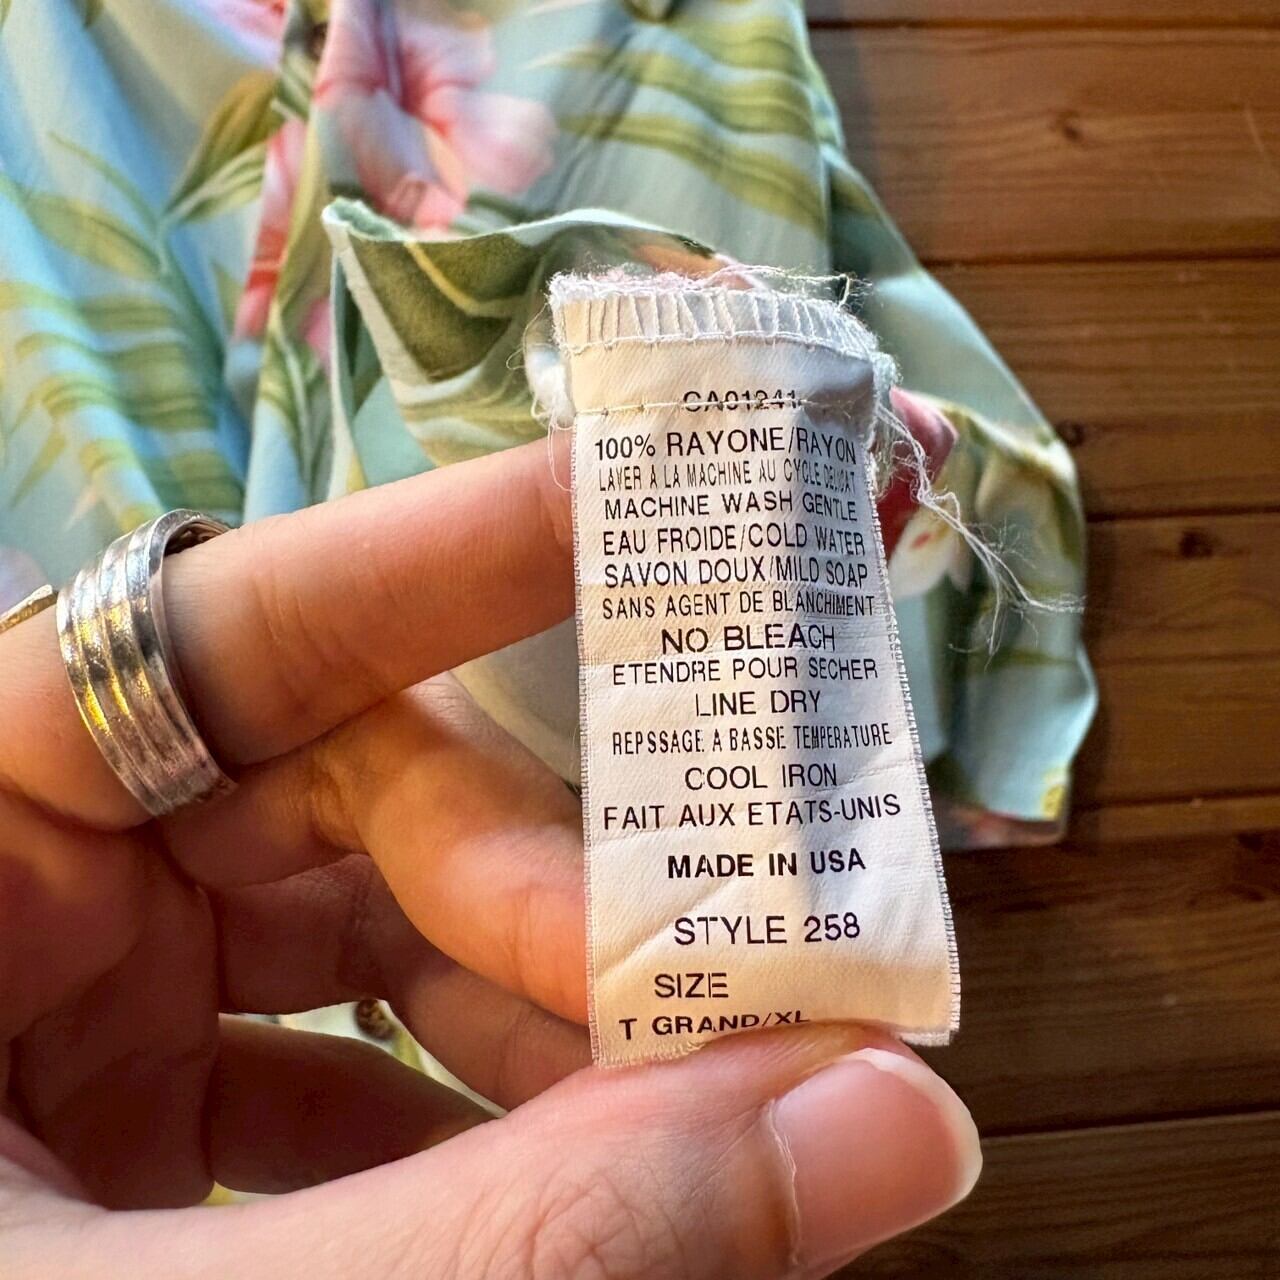 CA01241
100% RAYONE/RAYON
LAVER A LA MACHINE AU CYCLE DELICAT
MACHINE WASH GENTLE
EAU FROIDE/COLD WATER
SAVON DOUX/MILD SOAP
SANS AGENT DE BLANCHIMENT
NO BLEACH
ETENDRE POUR SECHER
LINE DRY
REPSSAGE A BASSE TEMPERATURE
COOL IRON
FAIT AUX ETATS-UNIS
MADE IN USA
STYLE 258
SIZE
T GRAND/XL